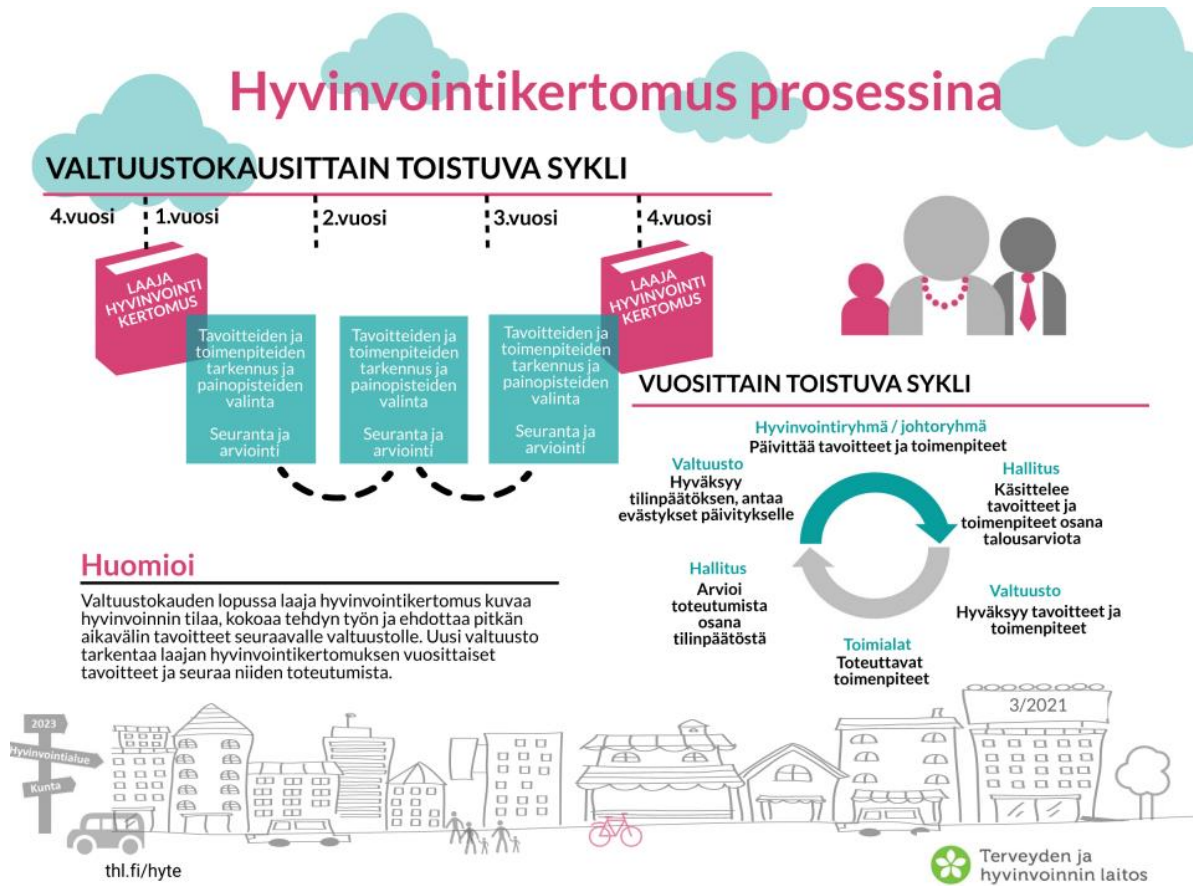 Hyvinvointikertomus prosessina
VALTUUSTOKAUSITTAIN TOISTUVA SYKLI
4.vuosi
1.vuosi
2.vuosi
3.vuosi
4.vuosi
LAAJA
HYVINVOINTI
KERTOMUS
Tavoitteiden ja
toimenpiteiden
tarkennus ja
painopisteiden
valinta
Seuranta ja
arviointi
Tavoitteiden ja
toimenpiteiden
tarkennus ja
painopisteiden
valinta
Seuranta ja
arviointi
Tavoitteiden ja
toimenpiteiden
tarkennus ja
painopisteiden
valinta
Seuranta ja
arviointi
LAAJA
HYVINVOINTI
KERTOMUS
VUOSITTAIN TOISTUVA SYKLI
Hyvinvointiryhmä / johtoryhmä
Päivittää tavoitteet ja toimenpiteet
Hallitus
Käsittelee
tavoitteet ja
toimenpiteet osana
talousarviota
Valtuusto
Hyväksyy tavoitteet ja
toimenpiteet
Toimialat
Toteuttavat
toimenpiteet
Hallitus
Arvioi
toteutumista
osana
tilinpäätöstä
Valtuusto
Hyväksyy
tilinpäätöksen, antaa
evästykset päivitykselle
Huomioi
Valtuustokauden lopussa laaja hyvinvointikertomus kuvaa
hyvinvoinnin tilaa, kokoaa tehdyn työn ja ehdottaa pitkän
aikavälin tavoitteet seuraavalle valtuustolle. Uusi valtuusto
tarkentaa laajan hyvinvointikertomuksen vuosittaiset
tavoitteet ja seuraa niiden toteutumista.
2023
Hyvinvointialue
Kunta
3/2021
thl.fi/hyte
Terveyden ja
hyvinvoinnin laitos